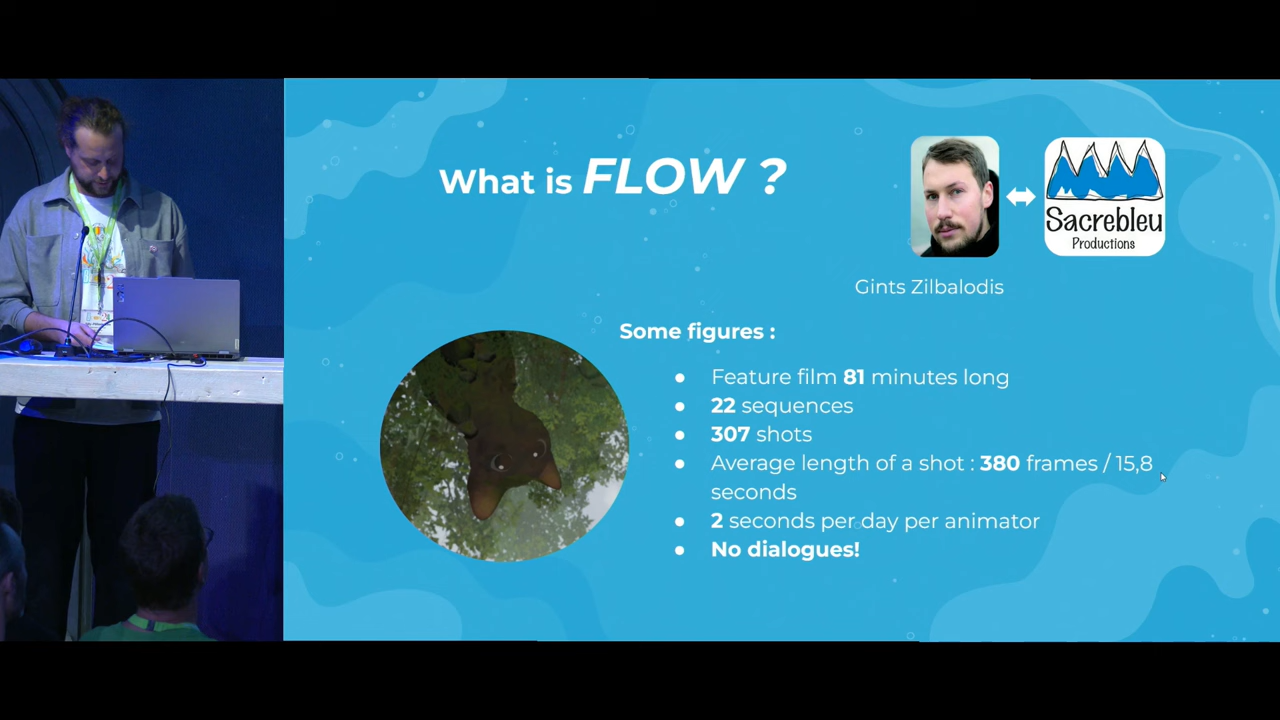 What is FLOW ?
Sacrebleu
Productions
Gints Zilbalodis
Some figures :
● Feature film 81 minutes long
● 22 sequences
● 307 shots
● Average length of a shot : 380 frames / 15,8
seconds
● 2 seconds per day per animator
● No dialogues!